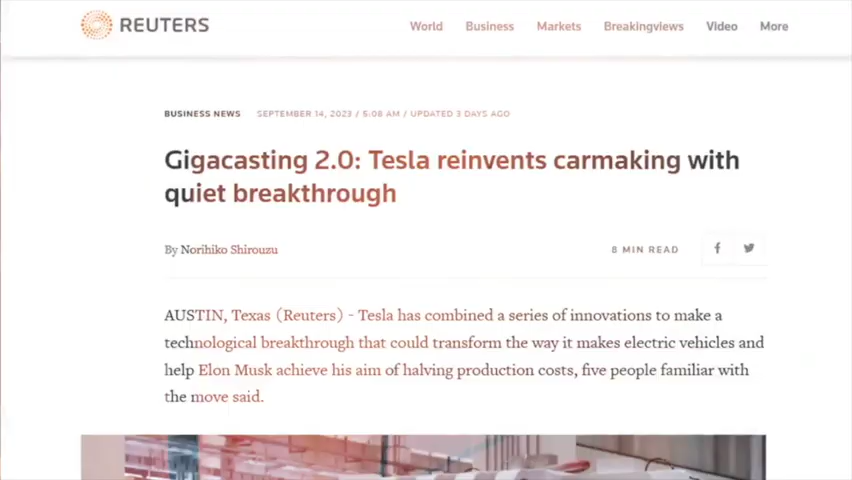 REUTERS World Business Markets Breakingviews Video More
BUSINESS NEWS SEPTEMBER 14, 2023 / 5:08 AM / UPDATED 3 DAYS AGO
Gigacasting 2.0: Tesla reinvents carmaking with
quiet breakthrough
By Norihiko Shirouzu 8 MIN READ
AUSTIN, Texas (Reuters) - Tesla has combined a series of innovations to make a
technological breakthrough that could transform the way it makes electric vehicles and
help Elon Musk achieve his aim of halving production costs, five people familiar with
the move said.